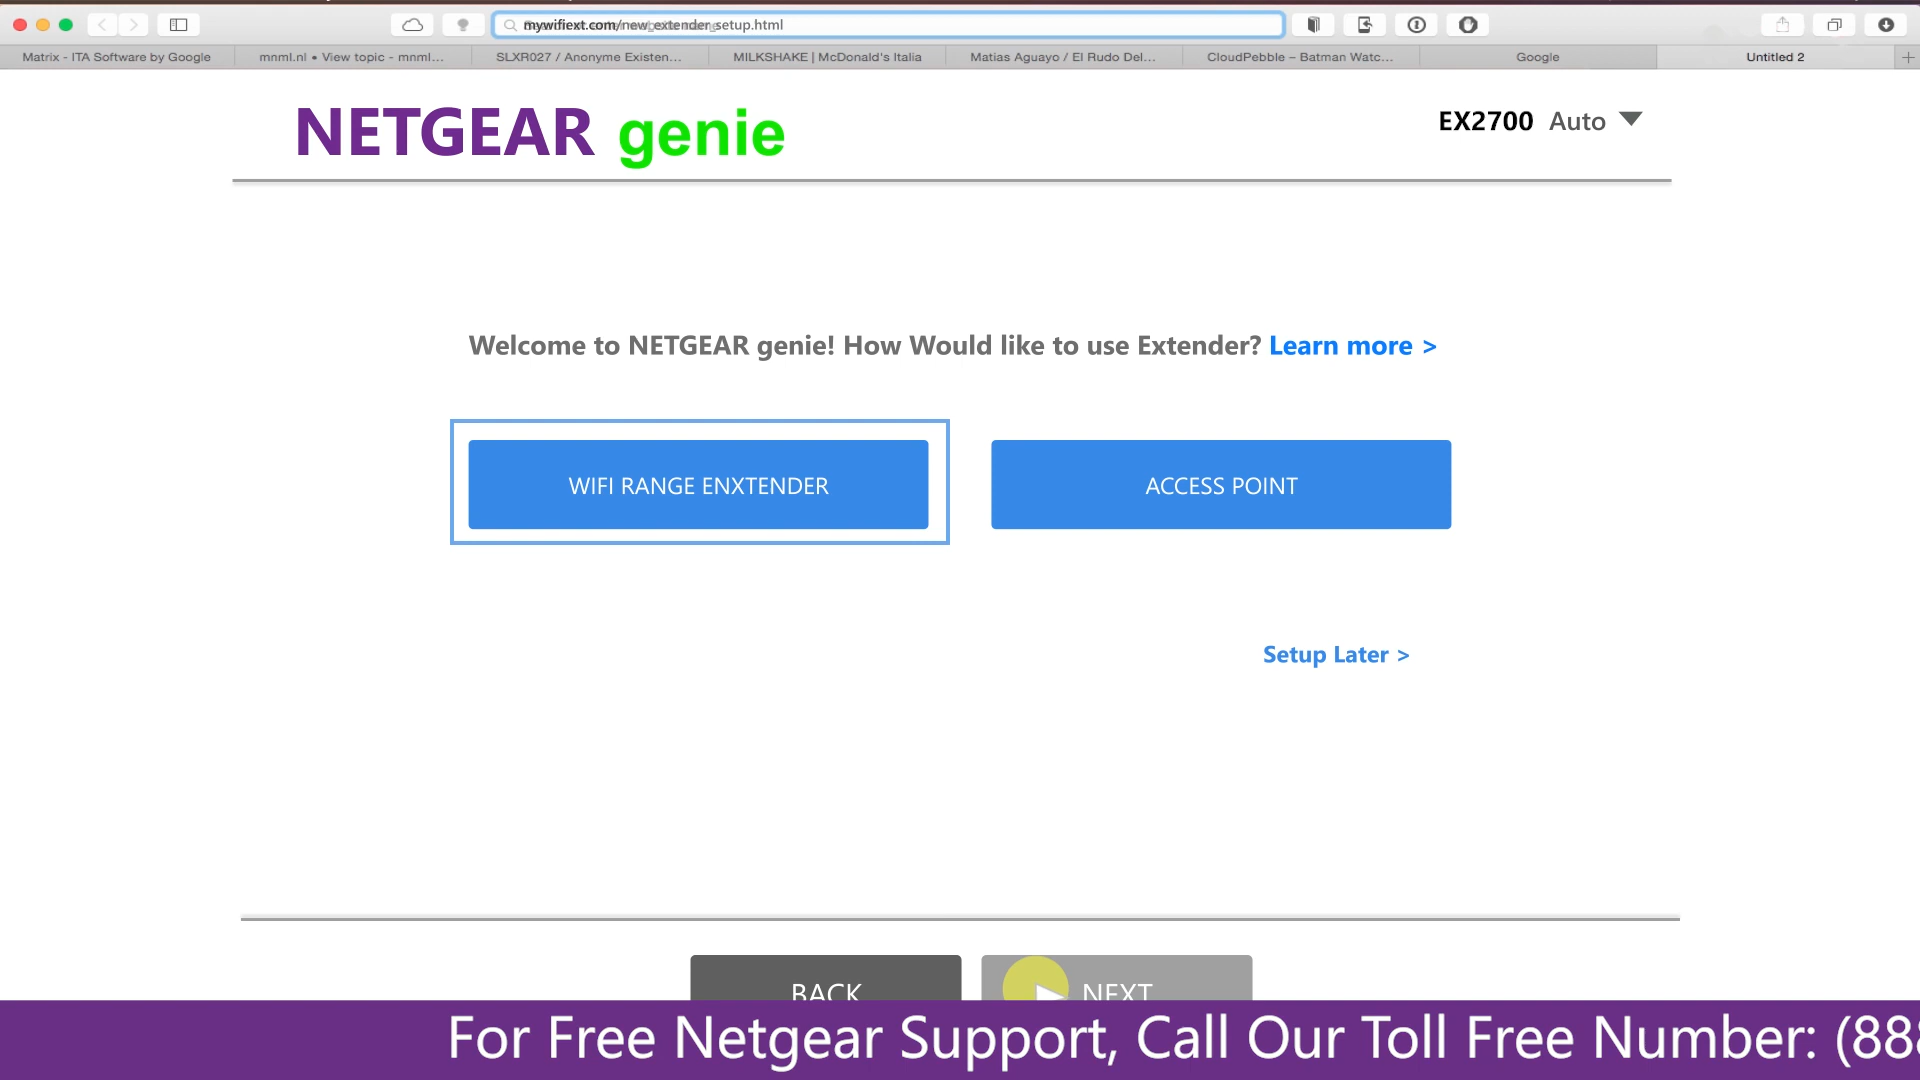 mywifiext.com/new_extender_setup.html
Matrix - ITA Software by Google
mnml.nl • View topic - mnml...
SLXR027 / Anonyme Existen...
MILKSHAKE | McDonald's Italia
Matias Aguayo / El Rudo Del...
CloudPebble – Batman Watc...
Google
Untitled 2
NETGEAR genie
EX2700 Auto
Welcome to NETGEAR genie! How Would like to use Extender? Learn more >
WIFI RANGE ENXTENDER
ACCESS POINT
Setup Later >
BACK
NEXT
For Free Netgear Support, Call Our Toll Free Number: (888